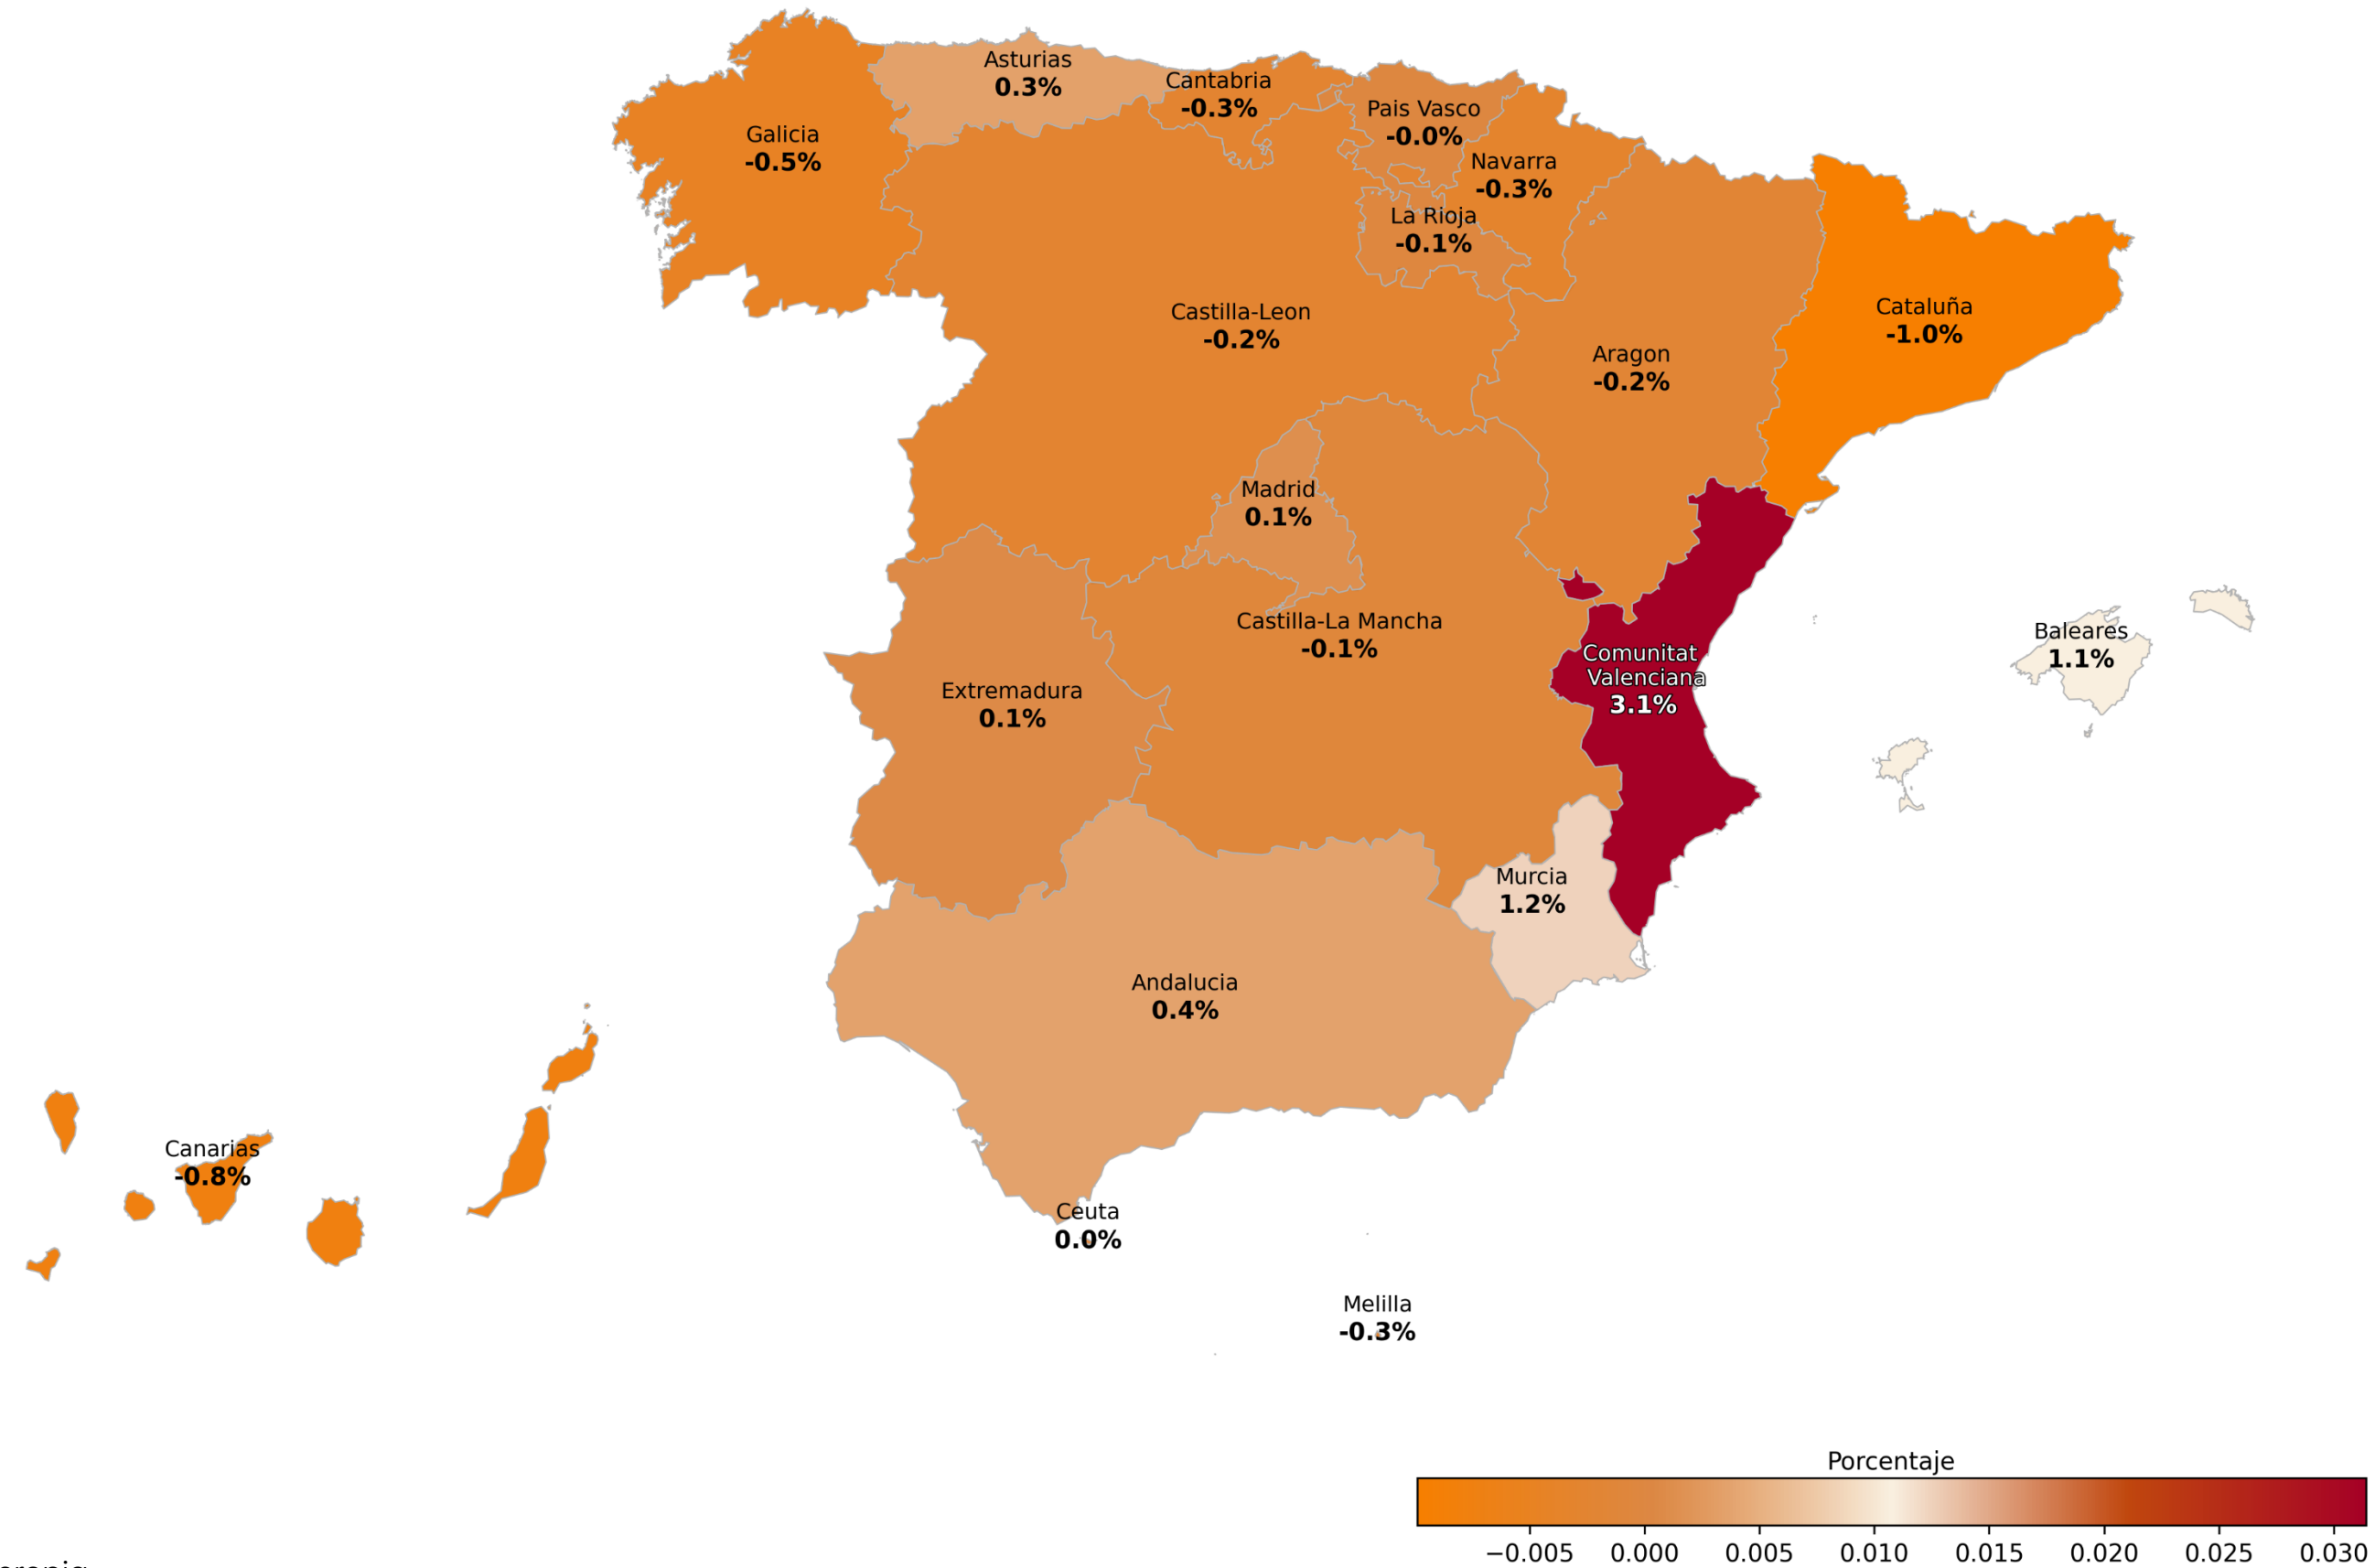 Asturias
0.3%
Cantabria
-0.3%
Pais Vasco
-0.0%
Galicia
-0.5%
Navarra
-0.3%
La Rioja
-0.1%
Castilla-Leon
-0.2%
Cataluña
-1.0%
Aragon
-0.2%
Madrid
0.1%
Castilla-La Mancha
-0.1%
Baleares
1.1%
Comunitat
Valenciana
3.1%
Extremadura
0.1%
Murcia
1.2%
Andalucia
0.4%
Canarias
-0.8%
Ceuta
0.0%
Melilla
-0.3%
Porcentaje
−0.005 0.000 0.005 0.010 0.015 0.020 0.025 0.030